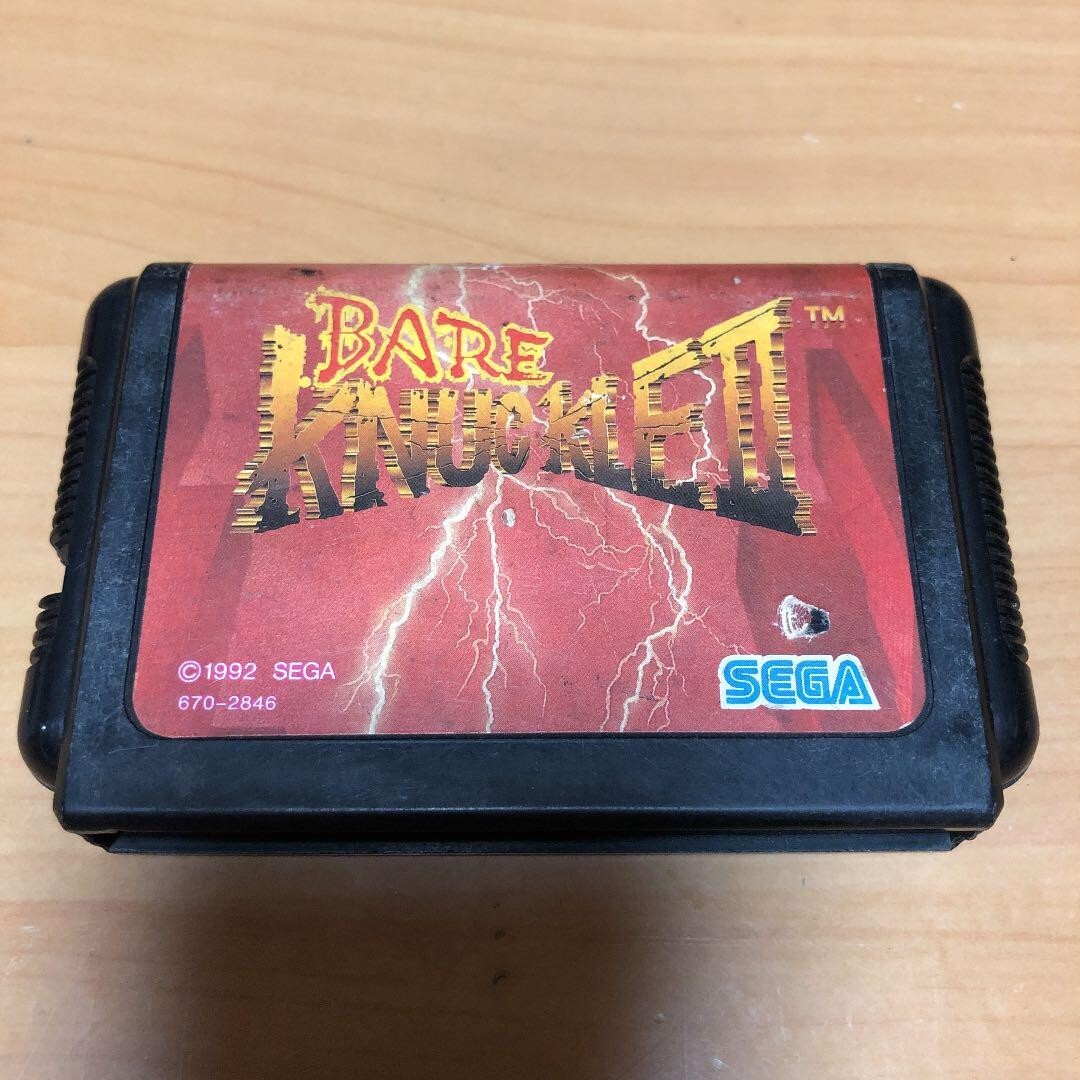 BARE
KNUCKLE II ™
©1992 SEGA
670-2846
SEGA